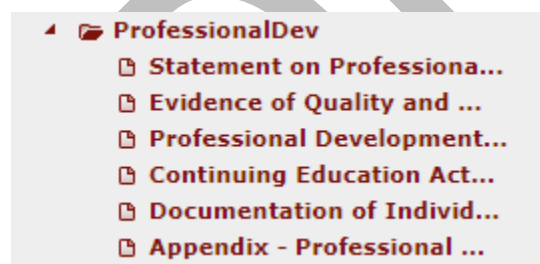 ProfessionalDev
Statement on Professiona...
Evidence of Quality and ...
Professional Development...
Continuing Education Act...
Documentation of Individ...
Appendix - Professional ...